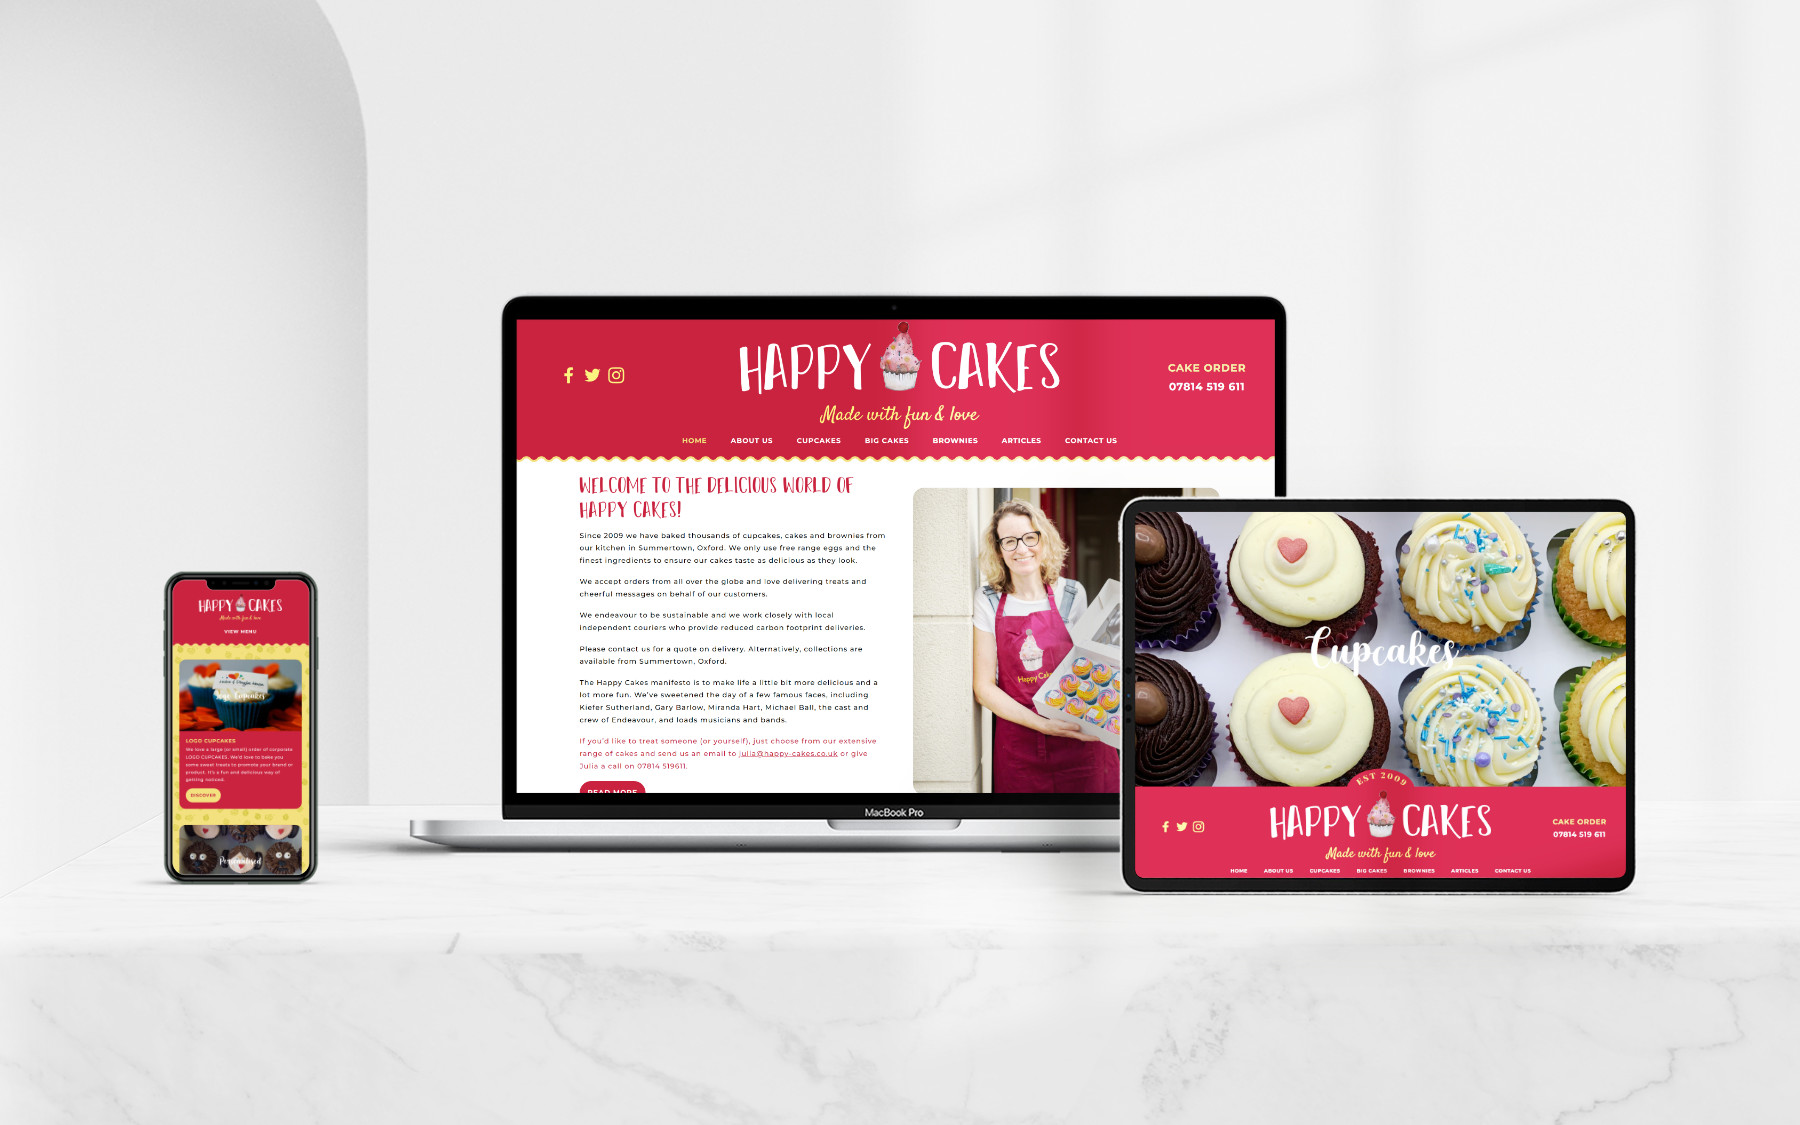 HAPPY CAKES
Made with fun & love
CAKE ORDER
07814 519 611
HOME ABOUT US CUPCAKES BIG CAKES BROWNIES ARTICLES CONTACT US
WELCOME TO THE DELICIOUS WORLD OF
HAPPY CAKES!
Since 2009 we have baked thousands of cupcakes, cakes and brownies from
our kitchen in Summertown, Oxford. We only use free range eggs and the
finest ingredients to ensure our cakes taste as delicious as they look.
We accept orders from all over the globe and love delivering treats and
cheerful messages on behalf of our customers.
We endeavour to be sustainable and we work closely with local
independent couriers who provide reduced carbon footprint deliveries.
Please contact us for a quote on delivery. Alternatively, collections are
available from Summertown, Oxford.
The Happy Cakes manifesto is to make life a little bit more delicious and a
lot more fun. We've sweetened the day of a few famous faces, including
Kiefer Sutherland, Gary Barlow, Miranda Hart, Michael Ball, the cast and
crew of Endeavour, and loads musicians and bands.
If you'd like to treat someone (or yourself), just choose from our extensive
range of cakes and send us an email to julia@happy-cakes.co.uk or give
Julia a call on 07814 519611.
READ MORE
Happy
MacBook Pro
HAPPY CAKES
Made with fun & love
VIEW MENU
Logo Cupcakes
LOGO CUPCAKES
We love a large (or small) order of corporate
LOGO CUPCAKES. We'd love to bake you
some sweet treats to promote your brand or
product. It's a fun and delicious way of
getting noticed.
DISCOVER
Personalised
Cupcakes
EST 2009
HAPPY CAKES
Made with fun & love
CAKE ORDER
07814 519 611
HOME ABOUT US CUPCAKES BIG CAKES BROWNIES ARTICLES CONTACT US